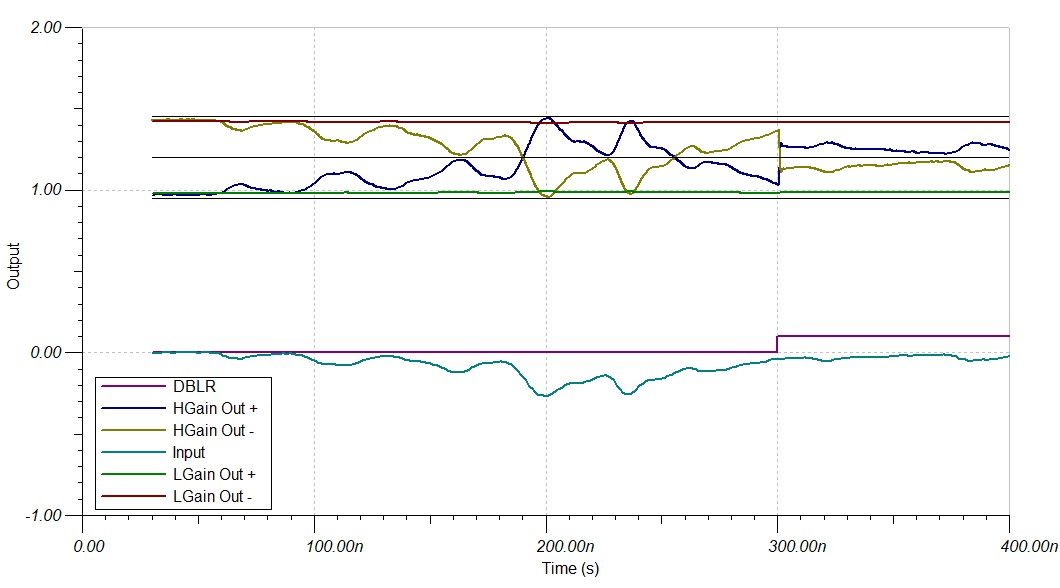 2.00
1.00
Output
0.00
DBLR
HGain Out +
HGain Out -
Input
LGain Out +
LGain Out -
-1.00
0.00 100.00n 200.00n 300.00n 400.00n
Time (s)